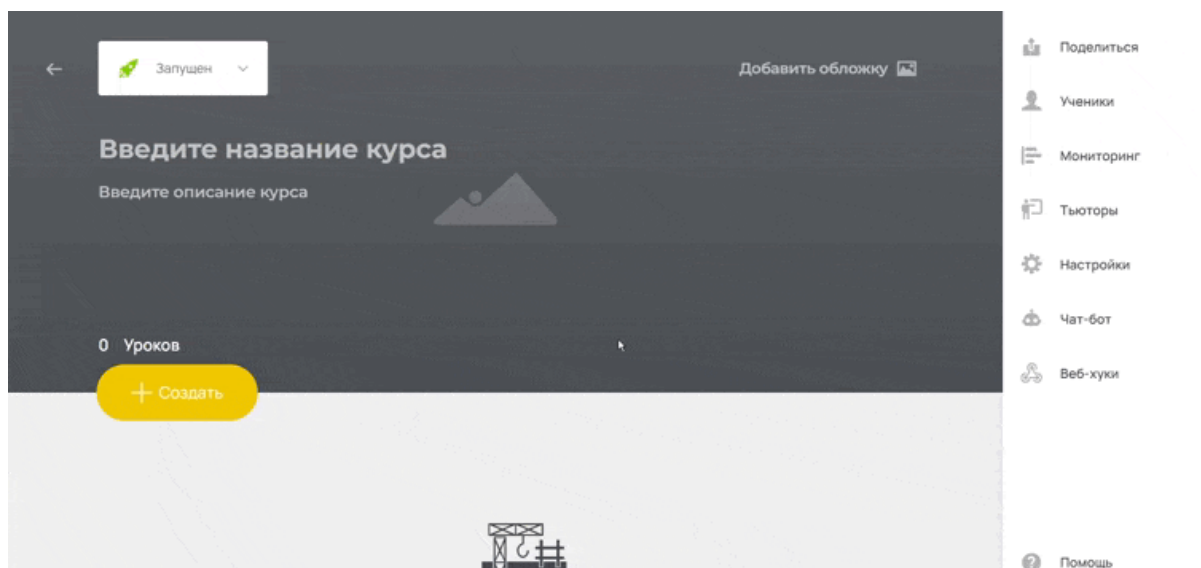 Запущен
Добавить обложку
Введите название курса
Введите описание курса
0 Уроков
Создать
Поделиться
Ученики
Мониторинг
Тьюторы
Настройки
Чат-бот
Веб-хуки
Помощь